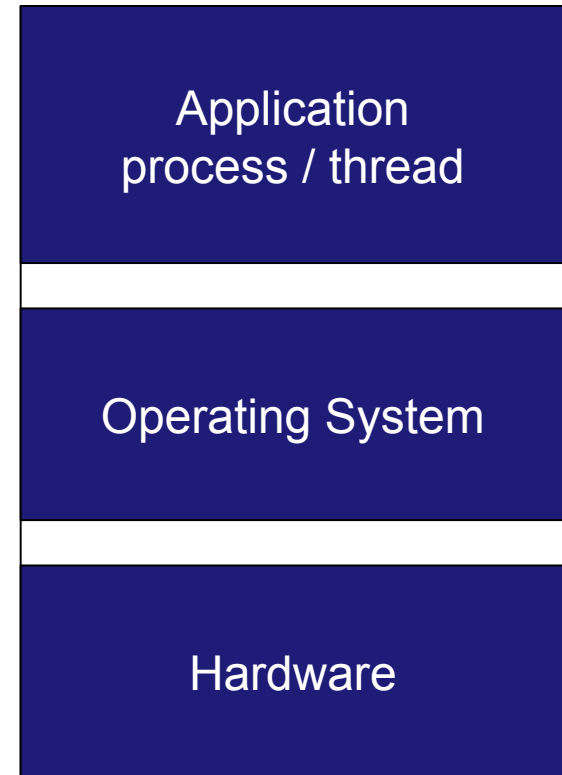 Application
process / thread
Operating System
Hardware